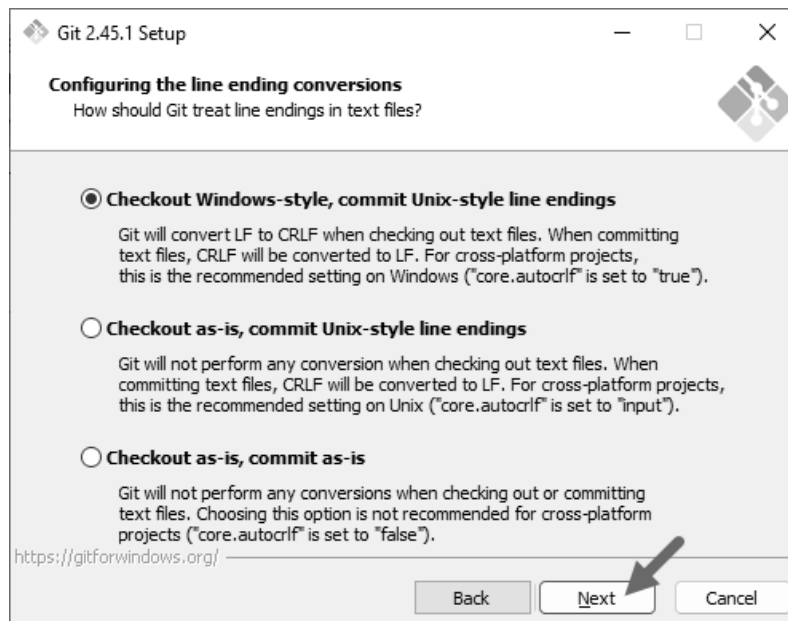 Git 2.45.1 Setup
Configuring the line ending conversions
How should Git treat line endings in text files?
Checkout Windows-style, commit Unix-style line endings
Git will convert LF to CRLF when checking out text files. When committing
text files, CRLF will be converted to LF. For cross-platform projects,
this is the recommended setting on Windows ("core.autocrlf" is set to "true").
Checkout as-is, commit Unix-style line endings
Git will not perform any conversion when checking out text files. When
committing text files, CRLF will be converted to LF. For cross-platform projects,
this is the recommended setting on Unix ("core.autocrlf" is set to "input").
Checkout as-is, commit as-is
Git will not perform any conversions when checking out or committing
text files. Choosing this option is not recommended for cross-platform
projects ("core.autocrlf" is set to "false").
https://gitforwindows.org/
Back Next Cancel